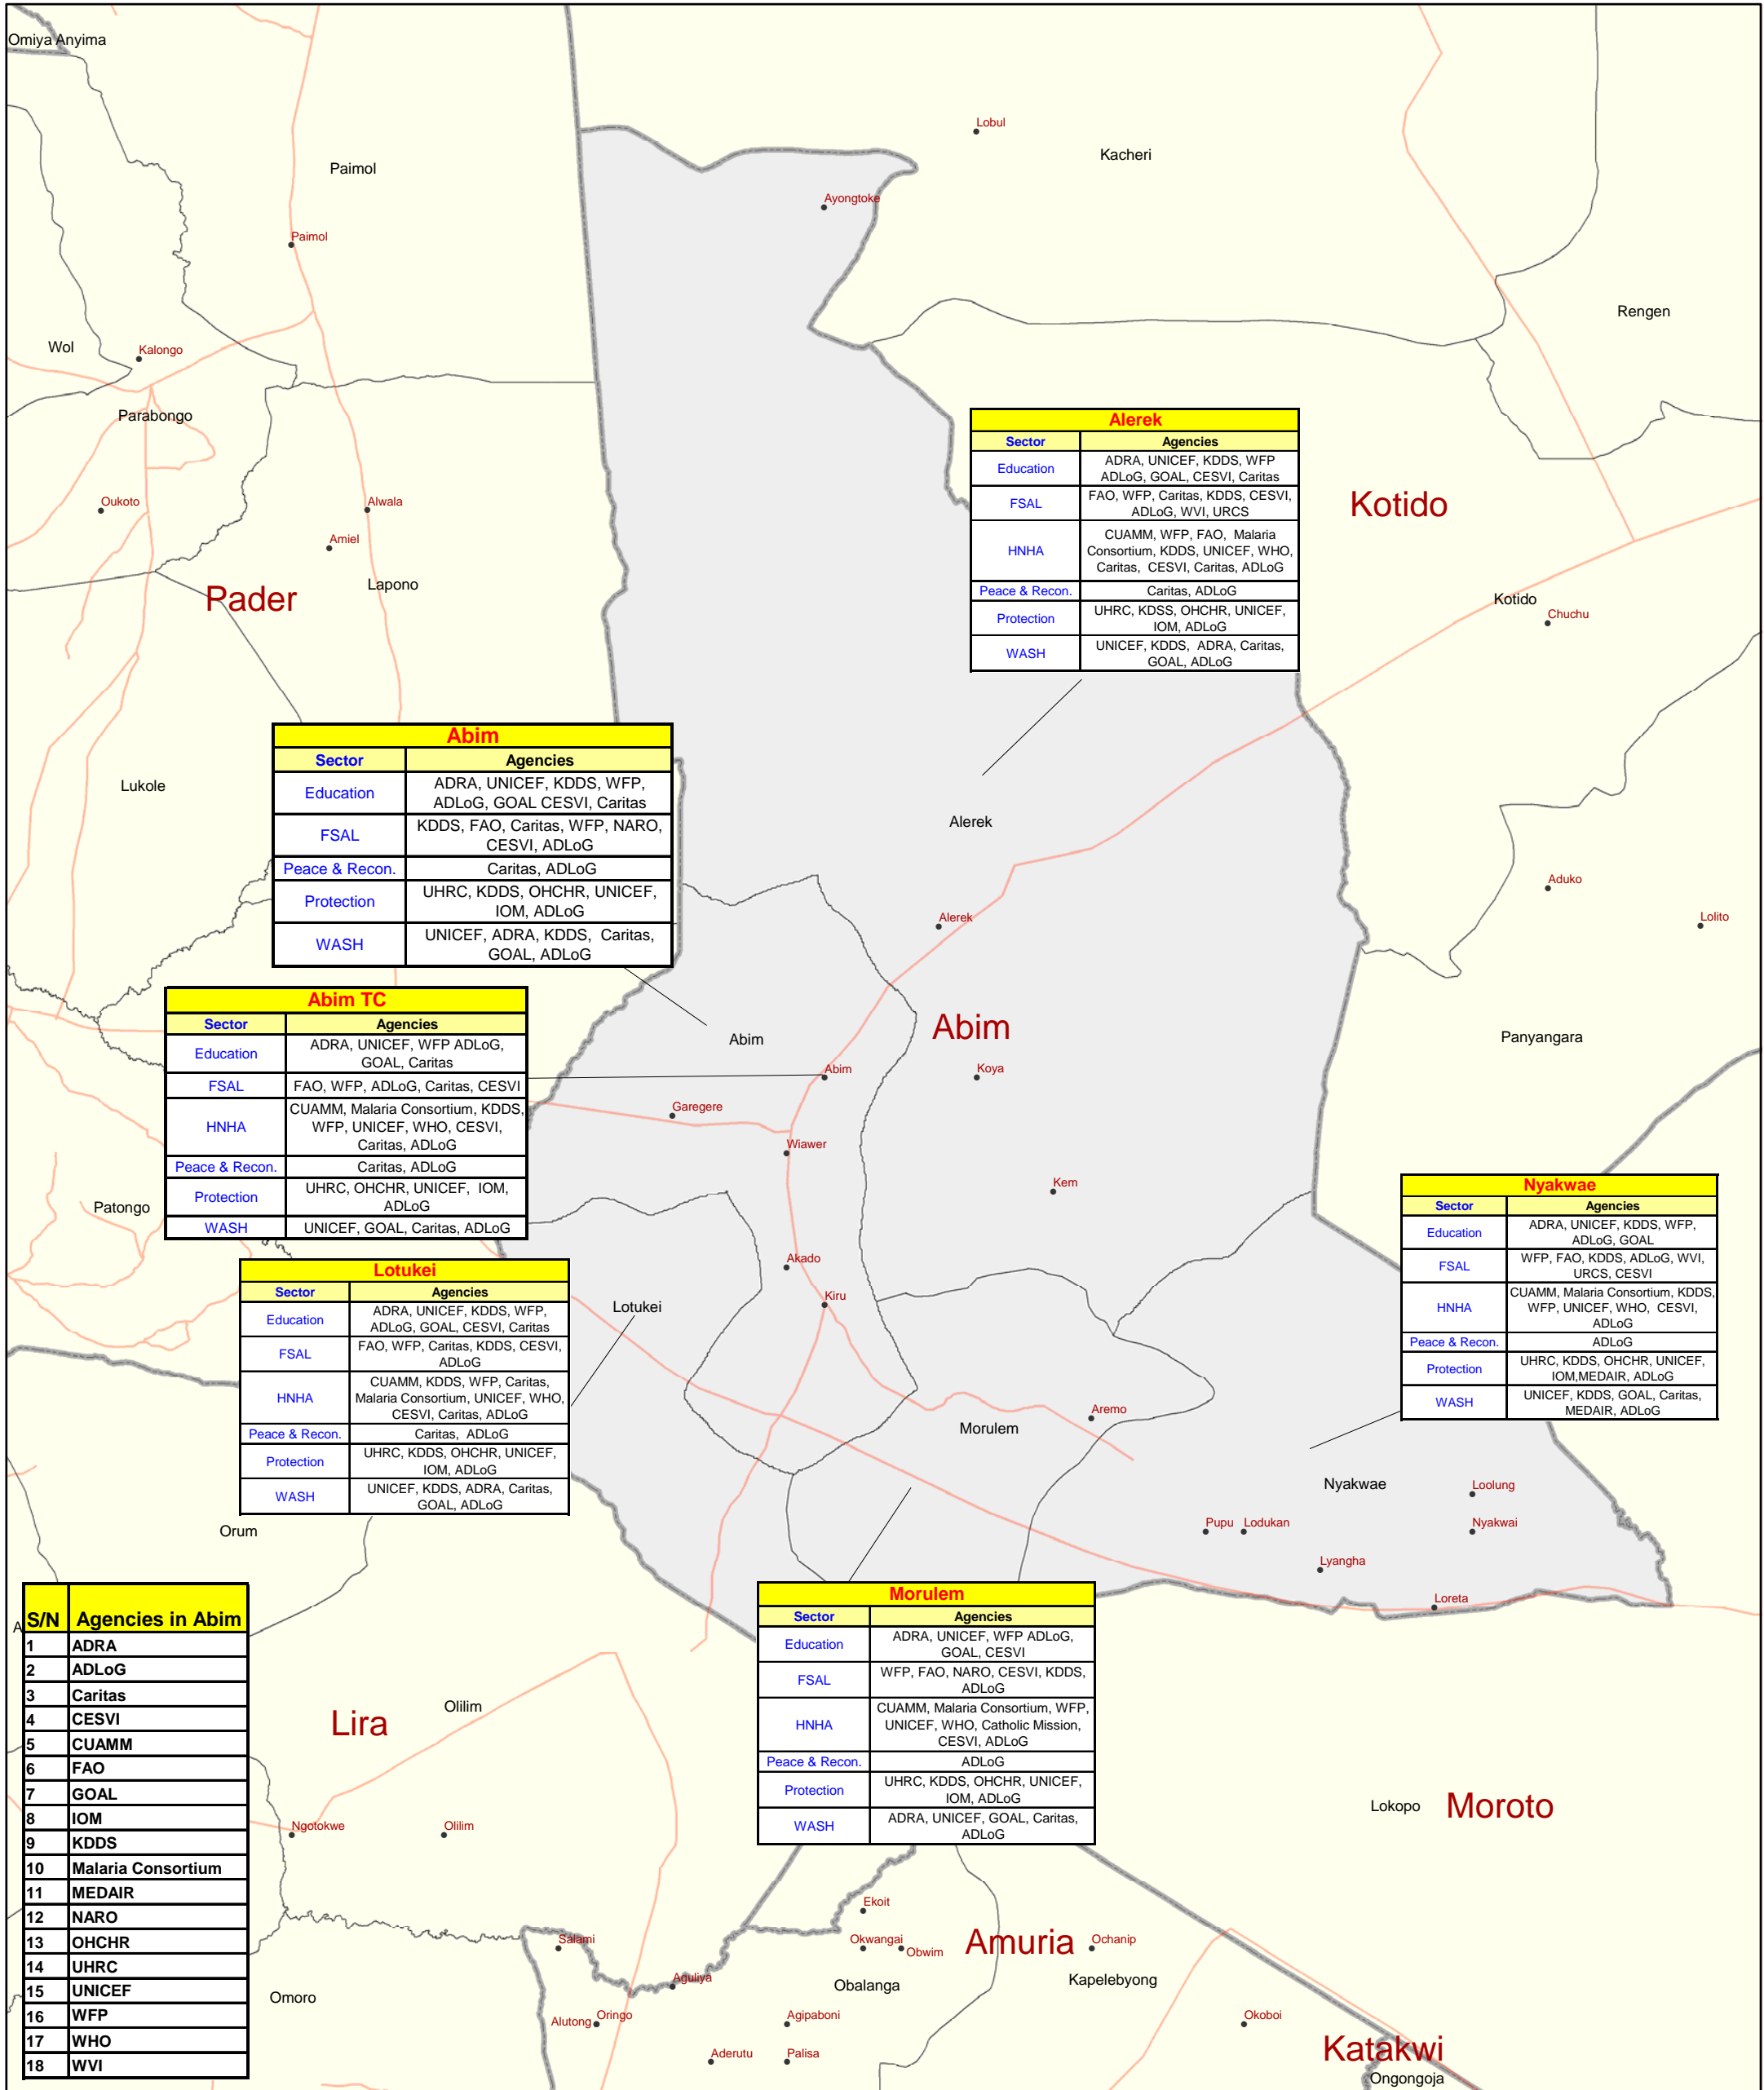 Omiya Anyima
Lobul
Kacheri
Paimol
Ayongtoke
Paimol
Rengen
Wol
Kalongo
Parabongo
Alerek
Sector Agencies
Education ADRA, UNICEF, KDDS, WFP
ADLoG, GOAL, CESVI, Caritas
FSAL FAO, WFP, Caritas, KDDS, CESVI,
ADLoG, WVI, URCS
HNHA CUAMM, WFP, FAO, Malaria
Consortium, KDDS, UNICEF, WHO,
Caritas, CESVI, Caritas, ADLoG
Peace & Recon. Caritas, ADLoG
Protection UHRC, KDSS, OHCHR, UNICEF,
IOM, ADLoG
WASH UNICEF, KDDS, ADRA, Caritas,
GOAL, ADLoG
Kotido
Oukoto
Alwala
Amiel
Lapono
Pader
Kotido
Chuchu
Abim
Sector Agencies
Education ADRA, UNICEF, KDDS, WFP,
ADLoG, GOAL CESVI, Caritas
FSAL KDDS, FAO, Caritas, WFP, NARO,
CESVI, ADLoG
Peace & Recon. Caritas, ADLoG
Protection UHRC, KDDS, OHCHR, UNICEF,
IOM, ADLoG
WASH UNICEF, ADRA, KDDS, Caritas,
GOAL, ADLoG
Lukole
Alerek
Aduko
Alerek
Lolito
Abim TC
Sector Agencies
Education ADRA, UNICEF, WFP ADLoG,
GOAL, Caritas
FSAL FAO, WFP, ADLoG, Caritas, CESVI
HNHA CUAMM, Malaria Consortium, KDDS,
WFP, UNICEF, WHO, CESVI,
Caritas, ADLoG
Peace & Recon. Caritas, ADLoG
Protection UHRC, OHCHR, UNICEF, IOM,
ADLoG
WASH UNICEF, GOAL, Caritas, ADLoG
Abim
Abim
Panyangara
Abim
Koya
Garegere
Wiawer
Kem
Patongo
Nyakwae
Sector Agencies
Education ADRA, UNICEF, KDDS, WFP,
ADLoG, GOAL
FSAL WFP, FAO, KDDS, ADLoG, WVI,
URCS, CESVI
HNHA CUAMM, Malaria Consortium, KDDS,
WFP, UNICEF, WHO, CESVI,
ADLoG
Peace & Recon. ADLoG
Protection UHRC, KDDS, OHCHR, UNICEF,
IOM,MEDAIR, ADLoG
WASH UNICEF, KDDS, GOAL, Caritas,
MEDAIR, ADLoG
Akado
Kiru
Lotukei
Lotukei
Sector Agencies
Education ADRA, UNICEF, KDDS, WFP,
ADLoG, GOAL, CESVI, Caritas
FSAL FAO, WFP, Caritas, KDDS, CESVI,
ADLoG
HNHA CUAMM, KDDS, WFP, Caritas,
Malaria Consortium, UNICEF, WHO,
CESVI, Caritas, ADLoG
Peace & Recon. Caritas, ADLoG
Protection UHRC, KDDS, OHCHR, UNICEF,
IOM, ADLoG
WASH UNICEF, KDDS, ADRA, Caritas,
GOAL, ADLoG
Aremo
Morulem
Nyakwae
Loolung
Orum
Pupu
Lodukan
Nyakwai
Lyangha
Loreta
Morulem
Sector Agencies
Education ADRA, UNICEF, WFP ADLoG,
GOAL, CESVI
FSAL WFP, FAO, NARO, CESVI, KDDS,
ADLoG
HNHA CUAMM, Malaria Consortium, WFP,
UNICEF, WHO, Catholic Mission,
CESVI, ADLoG
Peace & Recon. ADLoG
Protection UHRC, KDDS, OHCHR, UNICEF,
IOM, ADLoG
WASH ADRA, UNICEF, GOAL, Caritas,
ADLoG
S/N Agencies in Abim
1 ADRA
2 ADLoG
3 Caritas
4 CESVI
5 CUAMM
6 FAO
7 GOAL
8 IOM
9 KDDS
10 Malaria Consortium
11 MEDAIR
12 NARO
13 OHCHR
14 UHRC
15 UNICEF
16 WFP
17 WHO
18 WVI
Olilim
Lira
Lokopo
Moroto
Ngotokwe
Olilim
Ekoit
Okwangai
Obwim
Amuria
Ochanip
Salami
Aguliya
Obalanga
Kapelebyong
Omoro
Alutong
Oringo
Agipaboni
Okoboi
Aderutu
Palisa
Katakwi
Ongongoja